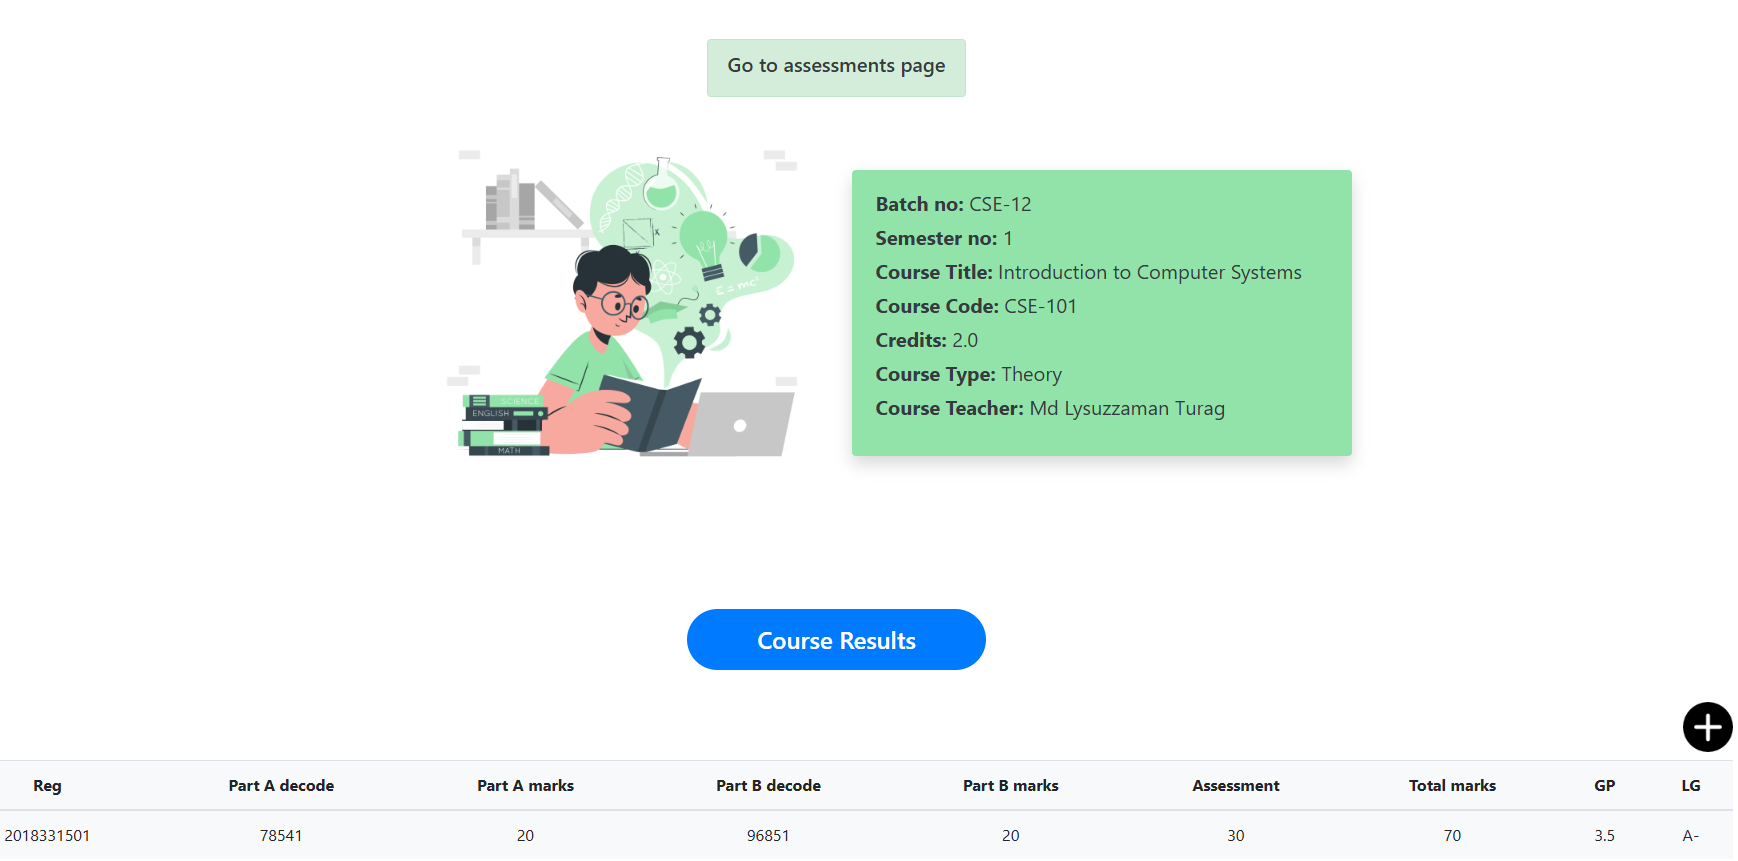 Go to assessments page
Batch no: CSE-12
Semester no: 1
Course Title: Introduction to Computer Systems
Course Code: CSE-101
Credits: 2.0
Course Type: Theory
Course Teacher: Md Lysuzzaman Turag
E = mc²
SCIENCE
ENGLISH
MATH
Course Results
Reg Part A decode Part A marks Part B decode Part B marks Assessment Total marks GP LG
2018331501 78541 20 96851 20 30 70 3.5 A-